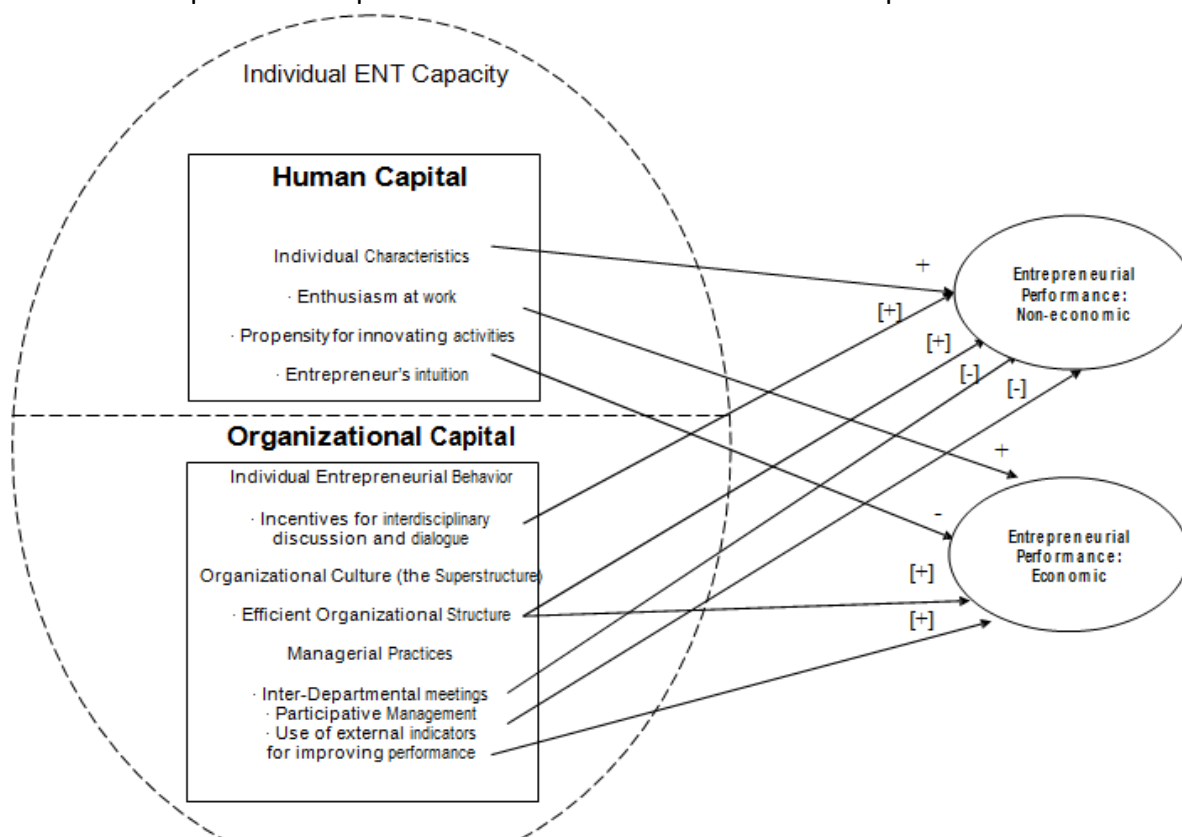 Individual ENT Capacity
Human Capital
Individual Characteristics
· Enthusiasm at work
· Propensity for innovating activities
· Entrepreneur's intuition
Organizational Capital
Individual Entrepreneurial Behavior
· Incentives for interdisciplinary
discussion and dialogue
Organizational Culture (the Superstructure)
· Efficient Organizational Structure
Managerial Practices
· Inter-Departmental meetings
· Participative Management
· Use of external indicators
for improving performance
+
[+]
[+]
[-]
[-]
+
-
[+]
[+]
Entrepreneurial
Performance:
Non-economic
Entrepreneurial
Performance:
Economic